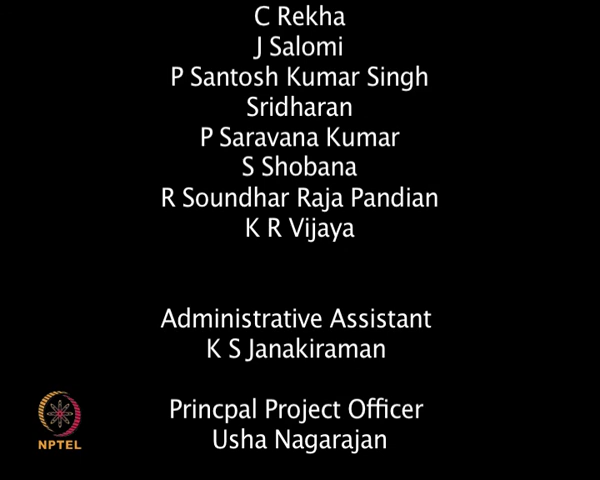 C Rekha
J Salomi
P Santosh Kumar Singh
Sridharan
P Saravana Kumar
S Shobana
R Soundhar Raja Pandian
K R Vijaya
Administrative Assistant
K S Janakiraman
Princpal Project Officer
Usha Nagarajan
NPTEL